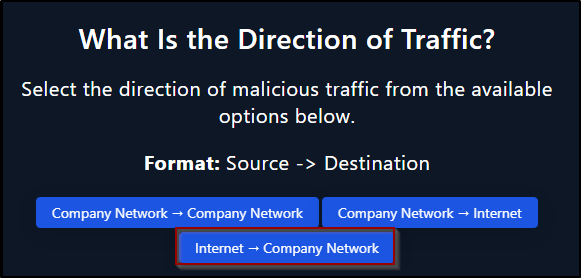 What Is the Direction of Traffic?
Select the direction of malicious traffic from the available
options below.
Format: Source -> Destination
Company Network → Company Network
Company Network → Internet
Internet → Company Network